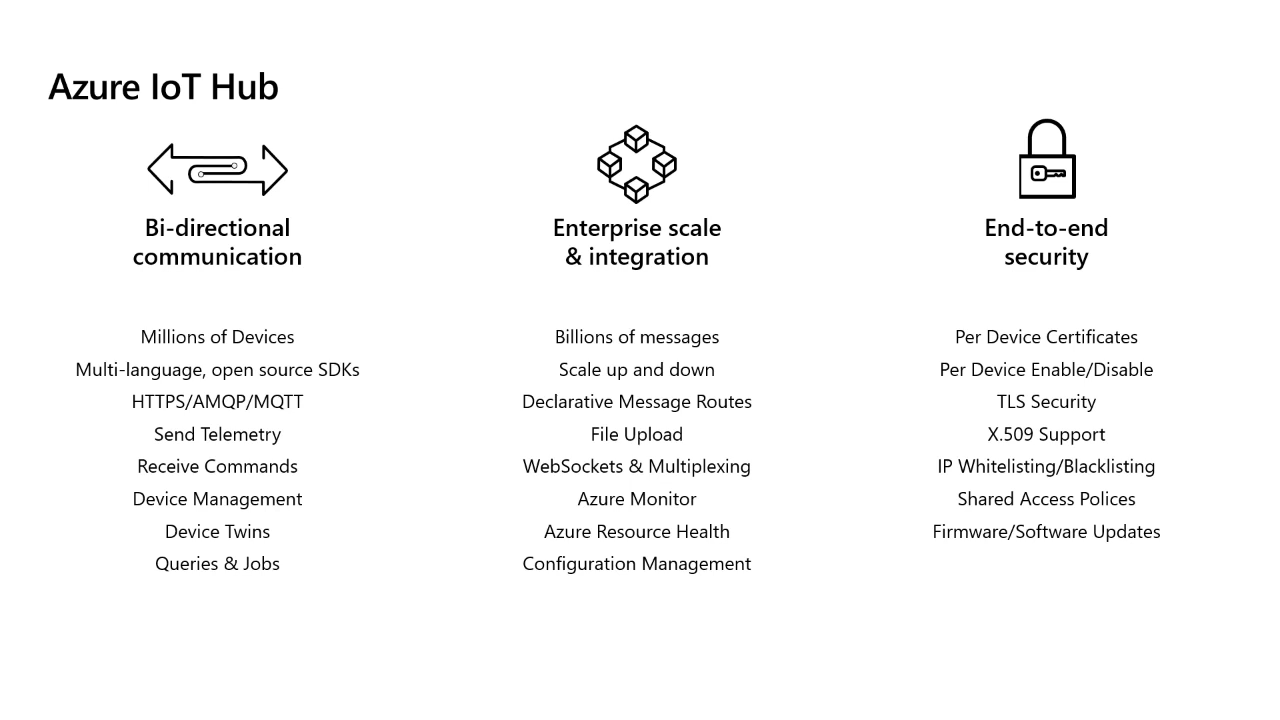 Azure IoT Hub
Bi-directional
communication
Millions of Devices
Multi-language, open source SDKs
HTTPS/AMQP/MQTT
Send Telemetry
Receive Commands
Device Management
Device Twins
Queries & Jobs
Enterprise scale
& integration
Billions of messages
Scale up and down
Declarative Message Routes
File Upload
WebSockets & Multiplexing
Azure Monitor
Azure Resource Health
Configuration Management
End-to-end
security
Per Device Certificates
Per Device Enable/Disable
TLS Security
X.509 Support
IP Whitelisting/Blacklisting
Shared Access Polices
Firmware/Software Updates